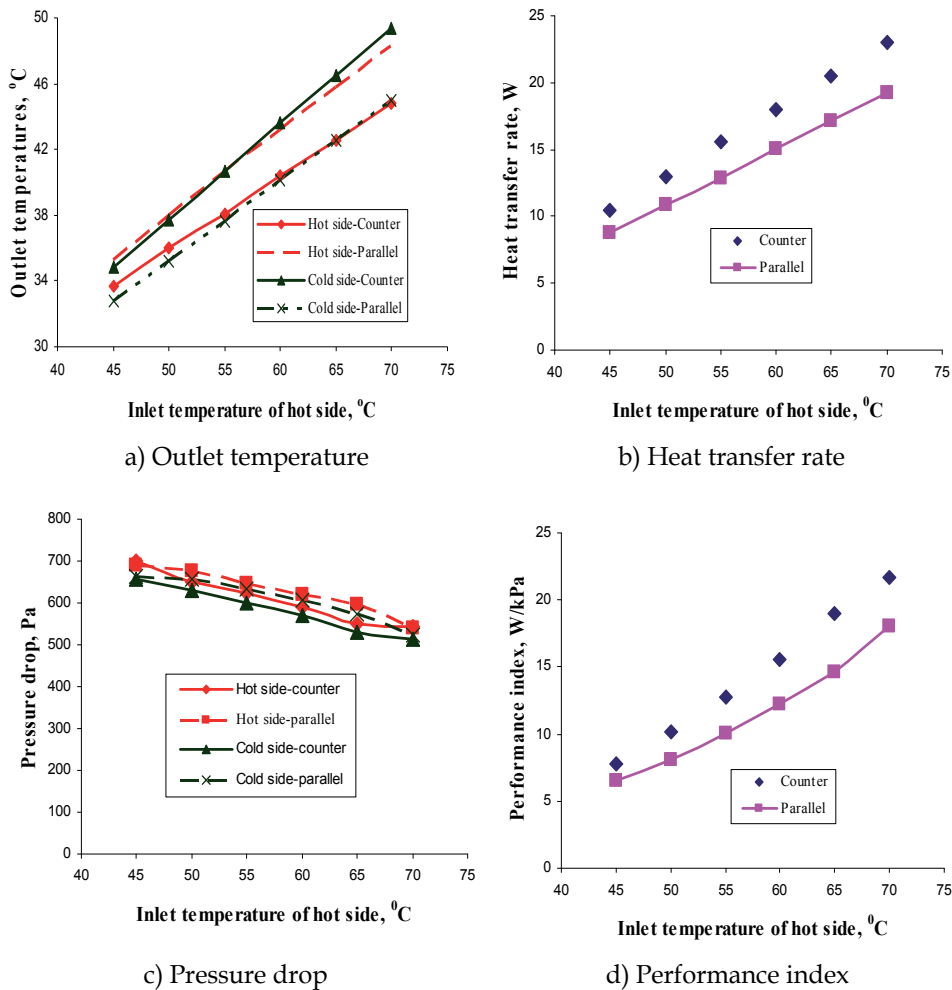 50
46
42
38
34
30
Outlet temperatures, ⁰C
Hot side-Counter
Hot side-Parallel
Cold side-Counter
Cold side-Parallel
40 45 50 55 60 65 70 75
Inlet temperature of hot side, ⁰C
a) Outlet temperature
25
20
15
10
5
0
Heat transfer rate, W
Counter
Parallel
40 45 50 55 60 65 70 75
Inlet temperature of hot side, ⁰C
b) Heat transfer rate
800
700
600
500
400
300
200
100
0
Pressure drop, Pa
Hot side-counter
Hot side-parallel
Cold side-counter
Cold side-parallel
40 45 50 55 60 65 70 75
Inlet temperature of hot side, ⁰C
c) Pressure drop
25
20
15
10
5
0
Performance index, W/kPa
Counter
Parallel
40 45 50 55 60 65 70 75
Inlet temperature of hot side, ⁰C
d) Performance index